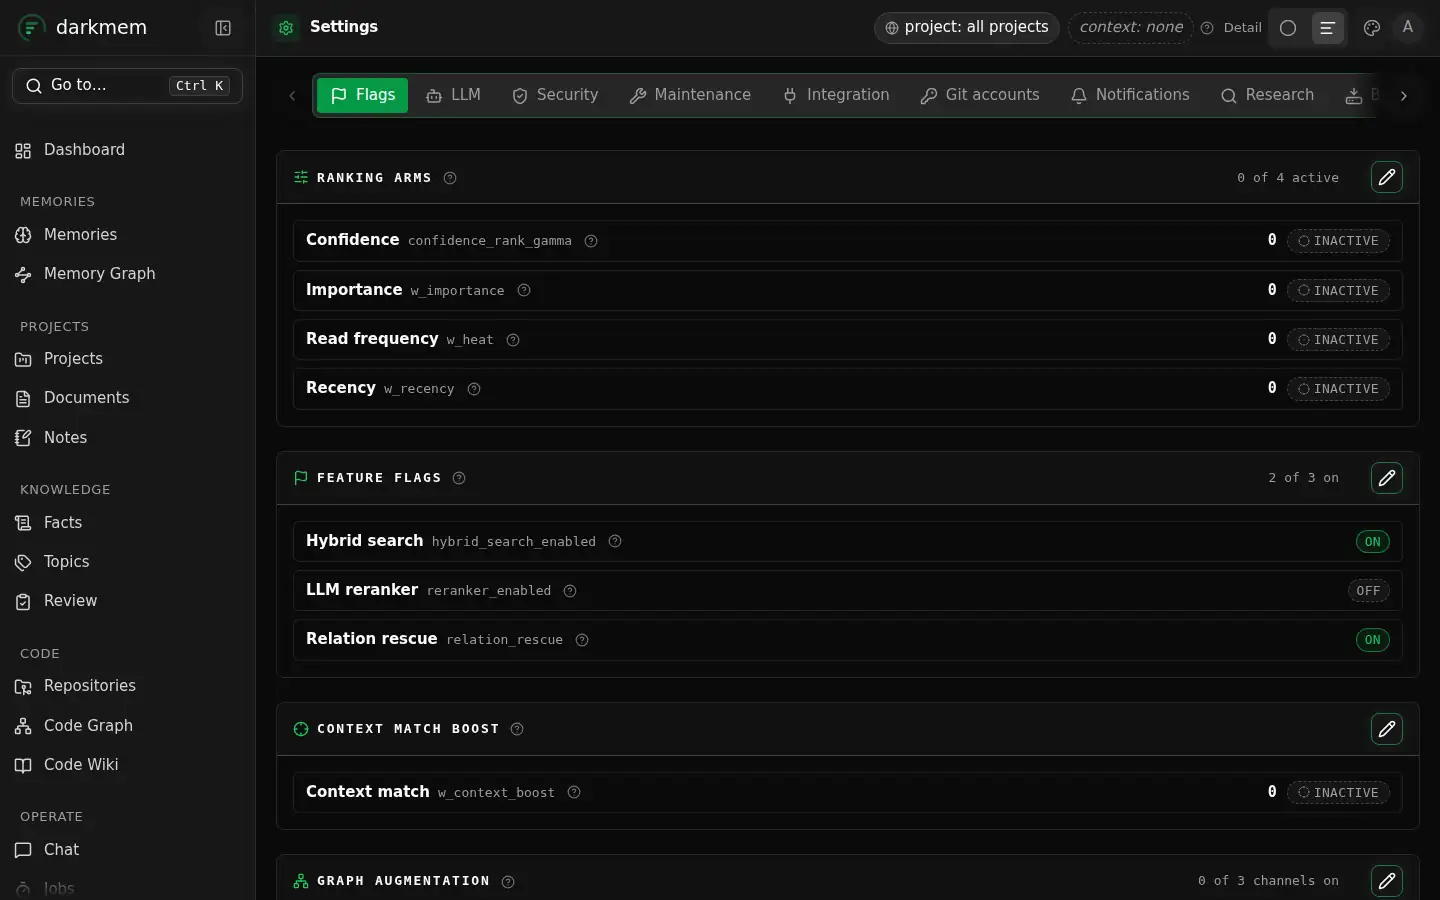 darkmem
Settings
project: all projects
context: none
Detail
A
Go to...
Ctrl K
Flags
LLM
Security
Maintenance
Integration
Git accounts
Notifications
Research
Dashboard
MEMORIES
Memories
Memory Graph
PROJECTS
Projects
Documents
Notes
KNOWLEDGE
Facts
Topics
Review
CODE
Repositories
Code Graph
Code Wiki
OPERATE
Chat
Jobs
RANKING ARMS
0 of 4 active
Confidence confidence_rank_gamma 0 INACTIVE
Importance w_importance 0 INACTIVE
Read frequency w_heat 0 INACTIVE
Recency w_recency 0 INACTIVE
FEATURE FLAGS
2 of 3 on
Hybrid search hybrid_search_enabled ON
LLM reranker reranker_enabled OFF
Relation rescue relation_rescue ON
CONTEXT MATCH BOOST
Context match w_context_boost 0 INACTIVE
GRAPH AUGMENTATION
0 of 3 channels on